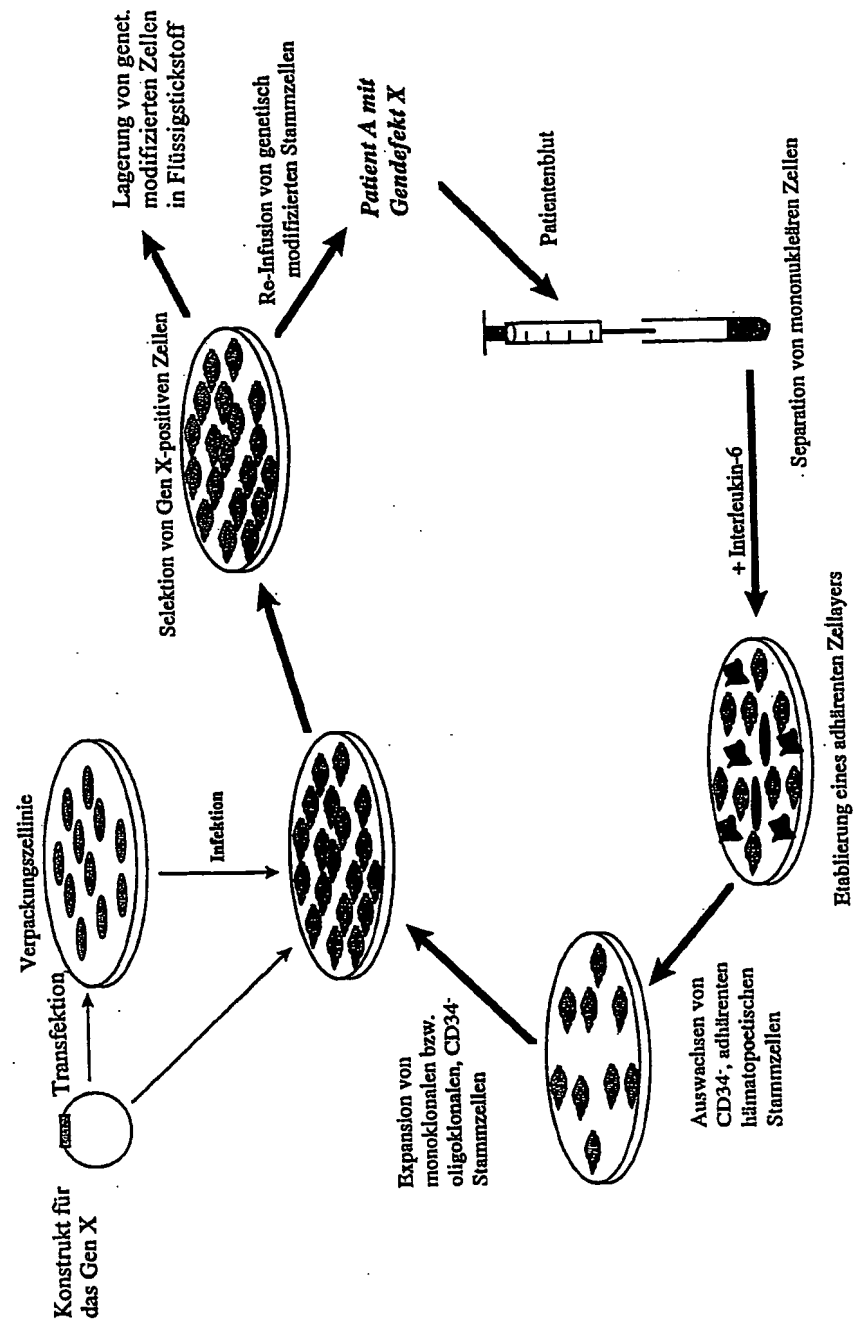 Konstrukt für
das Gen X
Transfektion
Verpackungszellinie
Infektion
Selektion von Gen X-positiven Zellen
Lagerung von genet.
modifizierten Zellen
in Flüssigstickstoff
Re-Infusion von genetisch
modifizierten Stammzellen
Patient A mit
Gendefekt X
Patientenblut
Separation von mononukleären Zellen
+ Interleukin-6
Etablierung eines adhärenten Zellayers
Auswachsen von
CD34-, adhärenten
hämatopoetischen
Stammzellen
Expansion von
monoklonalen bzw.
oligoklonalen, CD34-
Stammzellen